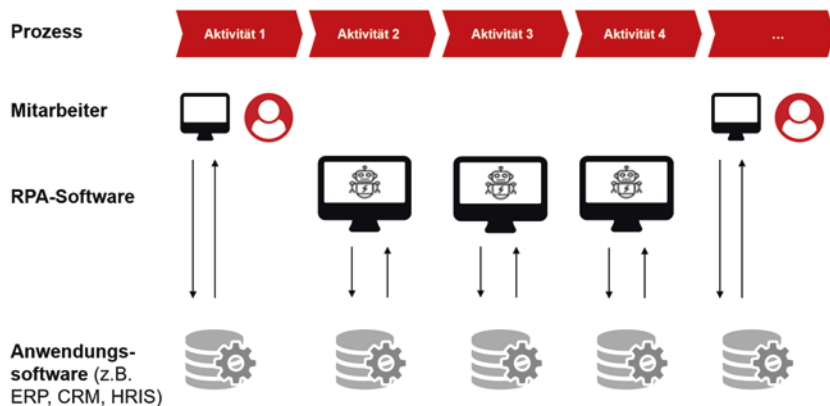 Prozess
Aktivität 1
Aktivität 2
Aktivität 3
Aktivität 4
...
Mitarbeiter
RPA-Software
Anwendungs-
software (z.B.
ERP, CRM, HRIS)